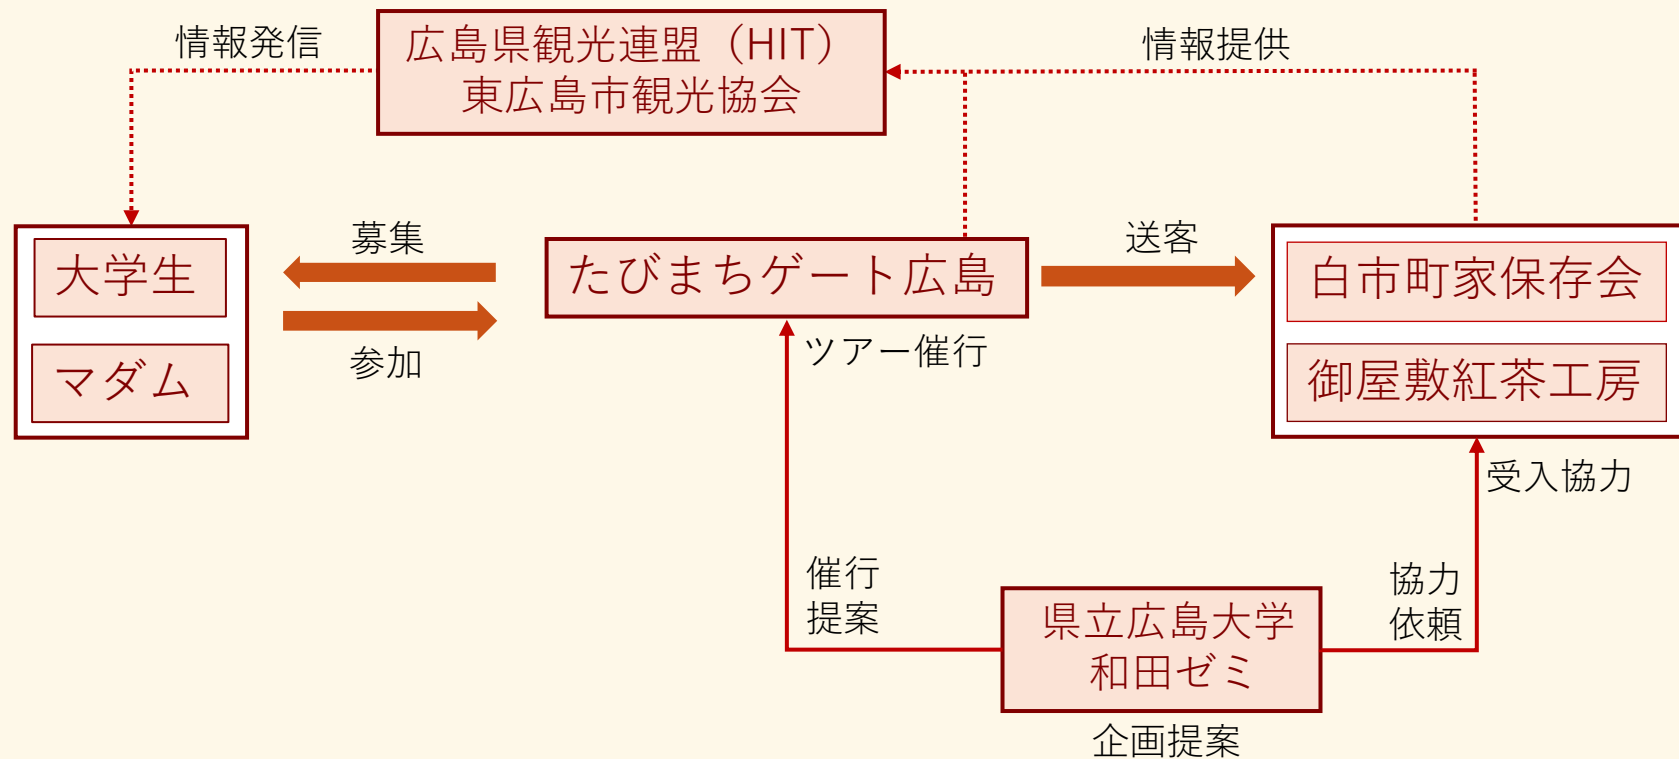 情報発信
広島県観光連盟（HIT）
東広島市観光協会
情報提供
大学生
マダム
募集
参加
たびまちゲート広島
ツアー催行
送客
白市町家保存会
御屋敷紅茶工房
受入協力
催行
提案
県立広島大学
和田ゼミ
企画提案
協力
依頼